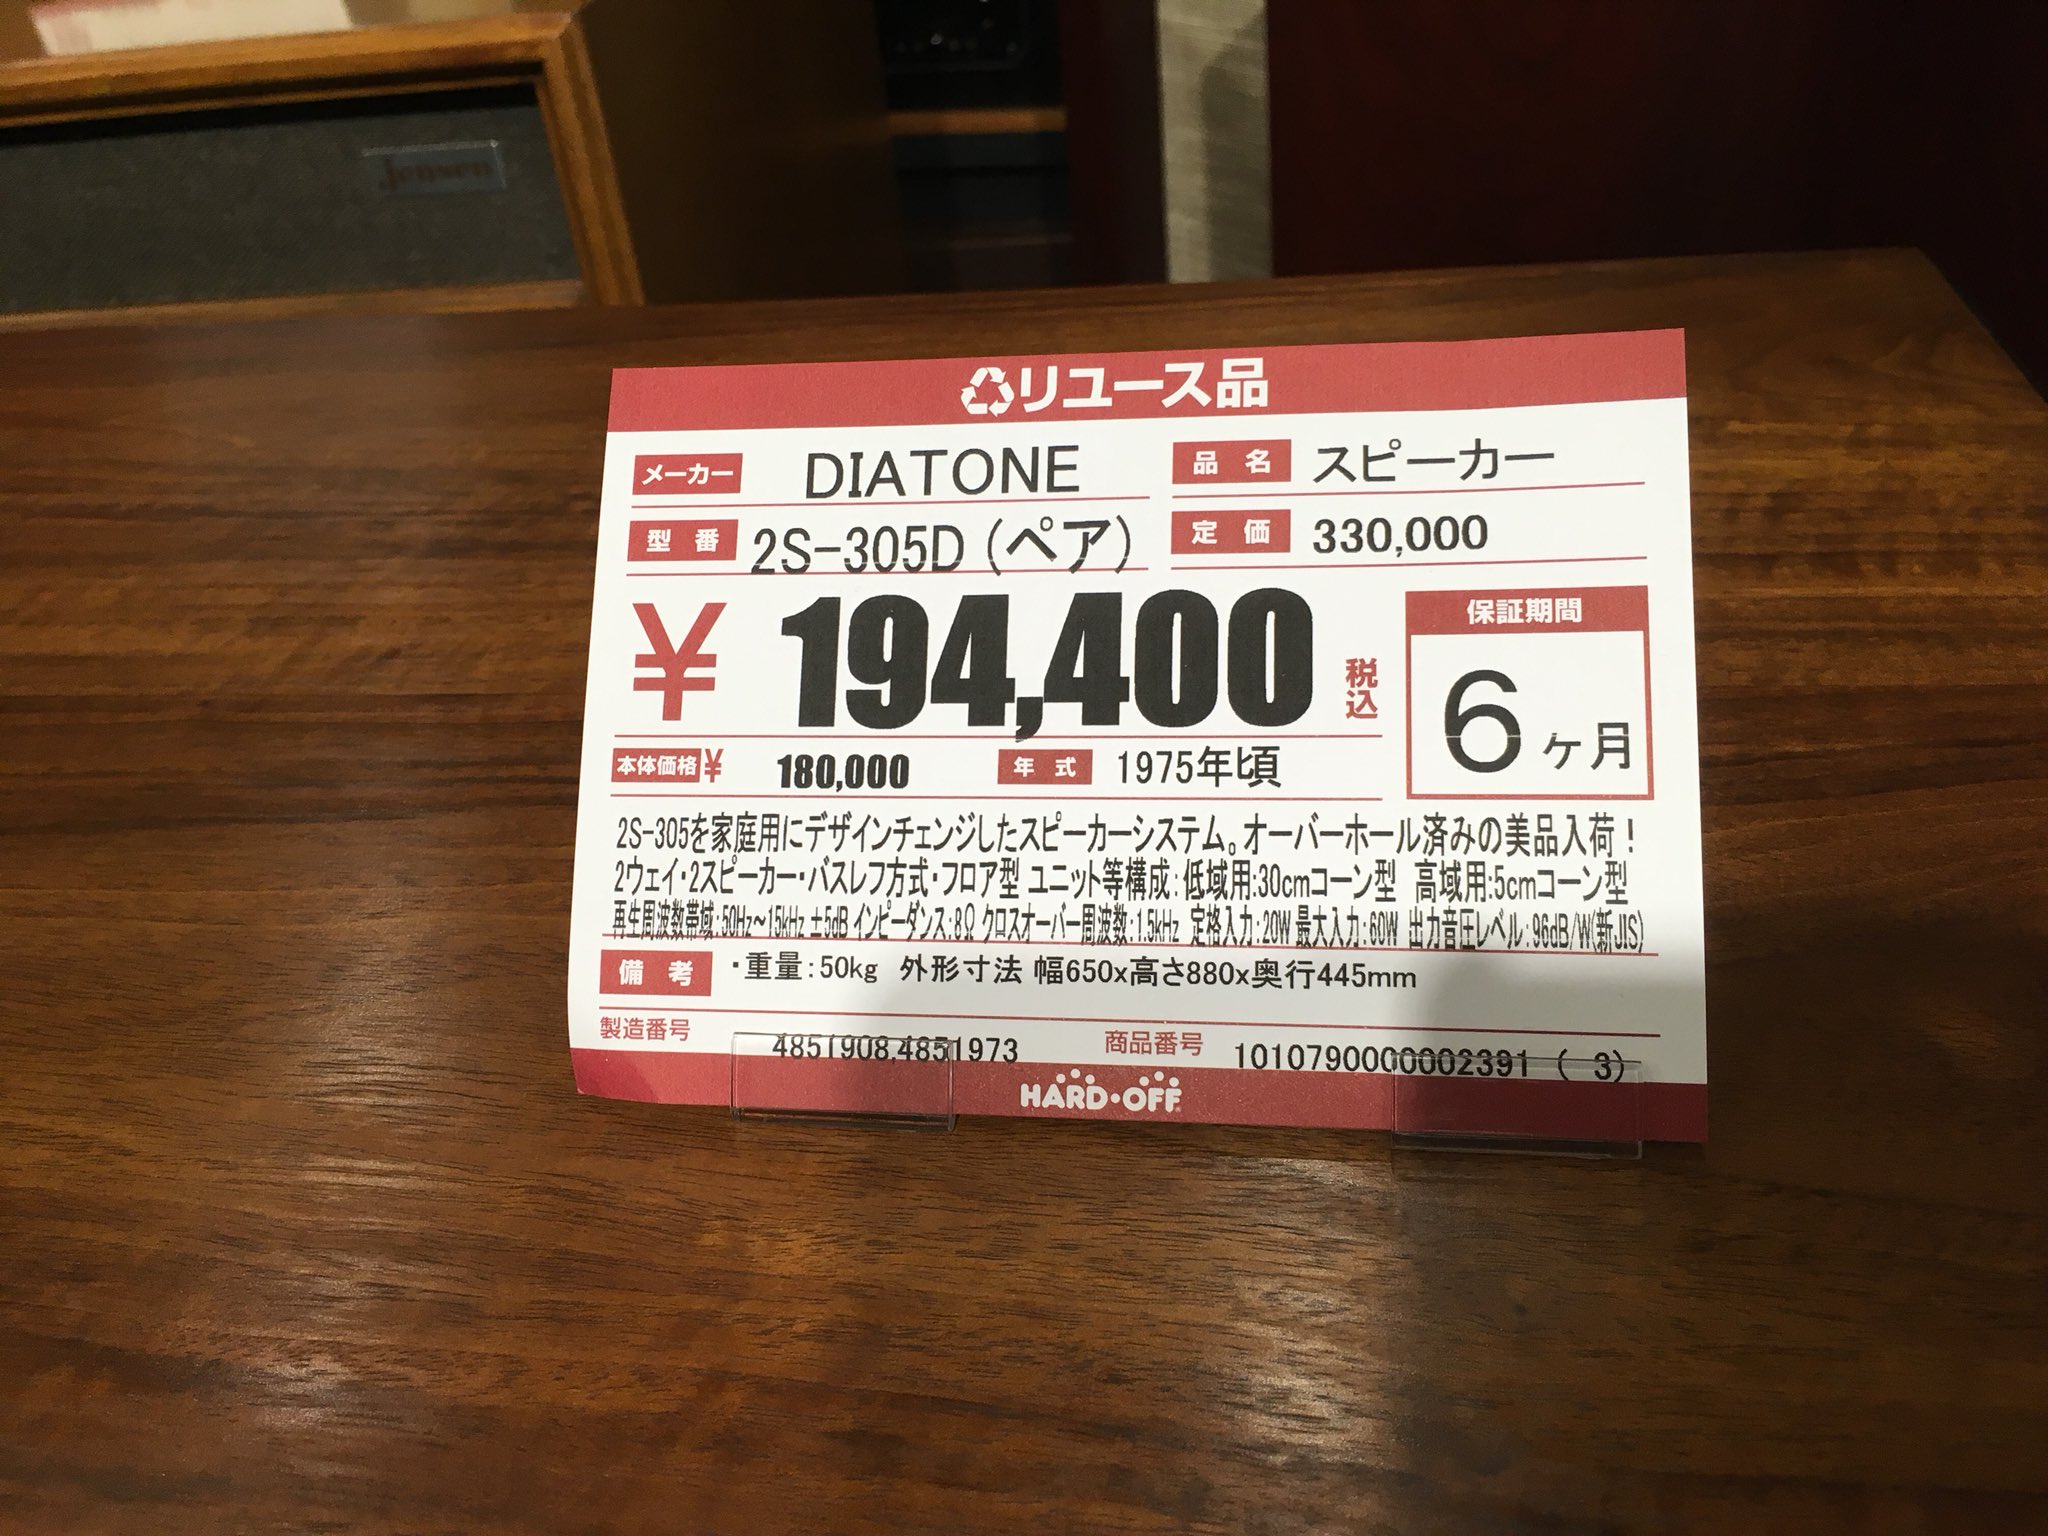 Jensen
リユース品
メーカー DIATONE 品名 スピーカー
型番 2S-305D (ペア) 定価 330,000
¥ 194,400 税込
保証期間
6ヶ月
本体価格¥ 180,000 年式 1975年頃
2S-305を家庭用にデザインチェンジしたスピーカーシステム。オーバーホール済みの美品入荷！
2ウェイ・2スピーカー・バスレフ方式・フロア型 ユニット等構成：低域用:30cmコーン型 高域用:5cmコーン型
再生周波数帯域:50Hz～15kHz ±5dB インピーダンス:8Ω クロスオーバー周波数:1.5kHz 定格入力:20W 最大入力:60W 出力音圧レベル:96dB/W(新JIS)
備考 ・重量:50kg 外形寸法 幅650x高さ880x奥行445mm
製造番号 4851908,4851973 商品番号 1010790000002391 ( 3)
HARD・OFF